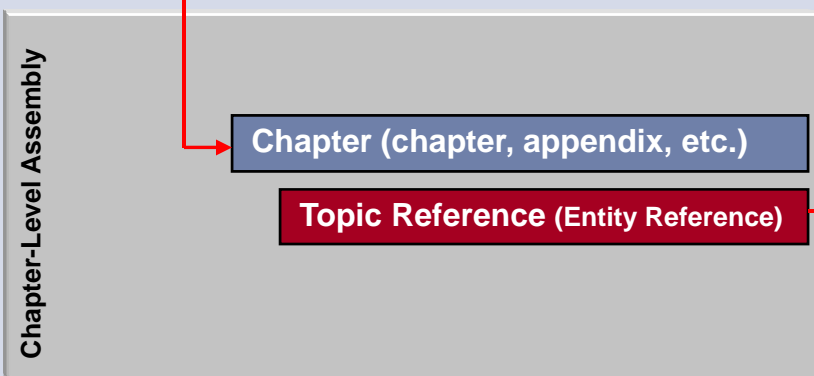 Chapter-Level Assembly
Chapter (chapter, appendix, etc.)
Topic Reference (Entity Reference)